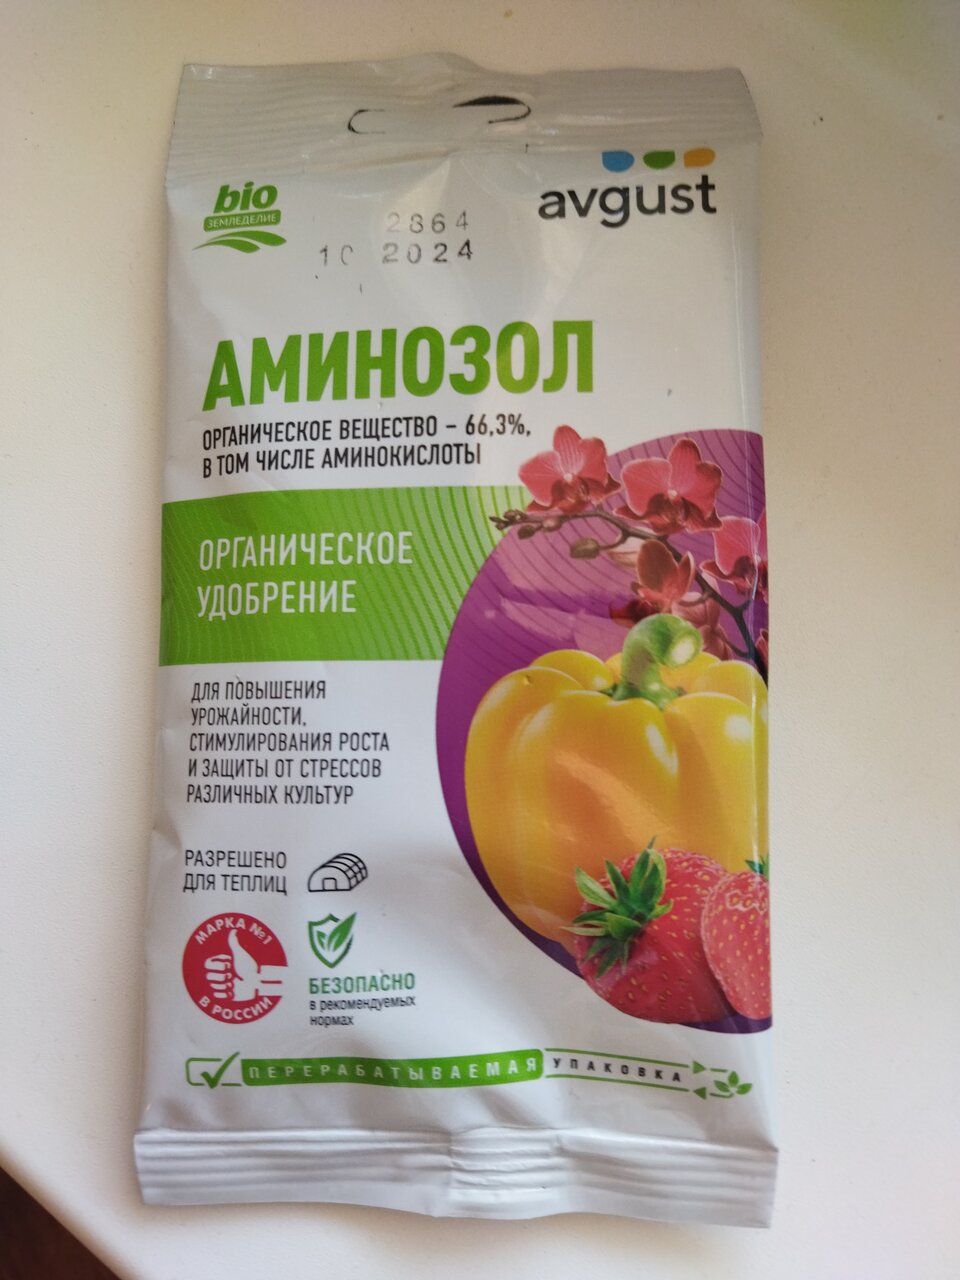 bio
ЗЕМЛЕДЕЛИЕ
avgust
2864
10 2024
АМИНОЗОЛ
ОРГАНИЧЕСКОЕ ВЕЩЕСТВО – 66,3%,
В ТОМ ЧИСЛЕ АМИНОКИСЛОТЫ
ОРГАНИЧЕСКОЕ
УДОБРЕНИЕ
ДЛЯ ПОВЫШЕНИЯ
УРОЖАЙНОСТИ,
СТИМУЛИРОВАНИЯ РОСТА
И ЗАЩИТЫ ОТ СТРЕССОВ
РАЗЛИЧНЫХ КУЛЬТУР
РАЗРЕШЕНО
ДЛЯ ТЕПЛИЦ
МАРКА №1
В РОССИИ
БЕЗОПАСНО
в рекомендуемых
нормах
ПЕРЕРАБАТЫВАЕМАЯ УПАКОВКА